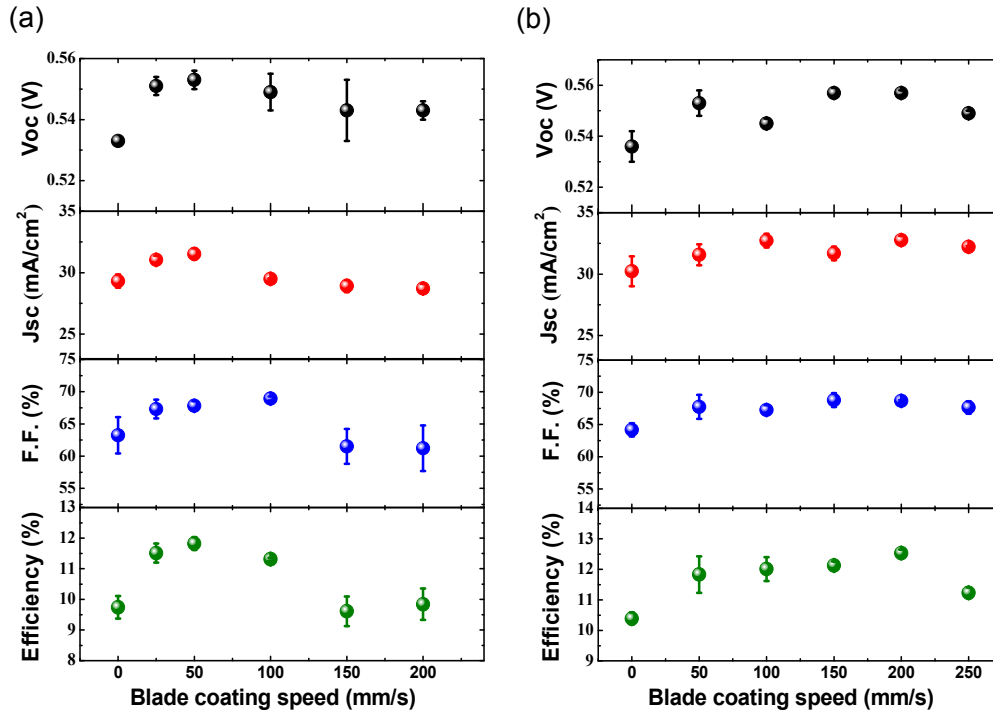 (a)
0.56
0.54
0.52
Voc (V)
35
30
25
Jsc (mA/cm²)
75
70
65
60
55
F.F. (%)
13
12
11
10
9
8
Efficiency (%)
0 50 100 150 200
Blade coating speed (mm/s)
(b)
0.56
0.54
0.52
Voc (V)
35
30
25
Jsc (mA/cm²)
75
70
65
60
55
F.F. (%)
14
13
12
11
10
9
Efficiency (%)
0 50 100 150 200 250
Blade coating speed (mm/s)